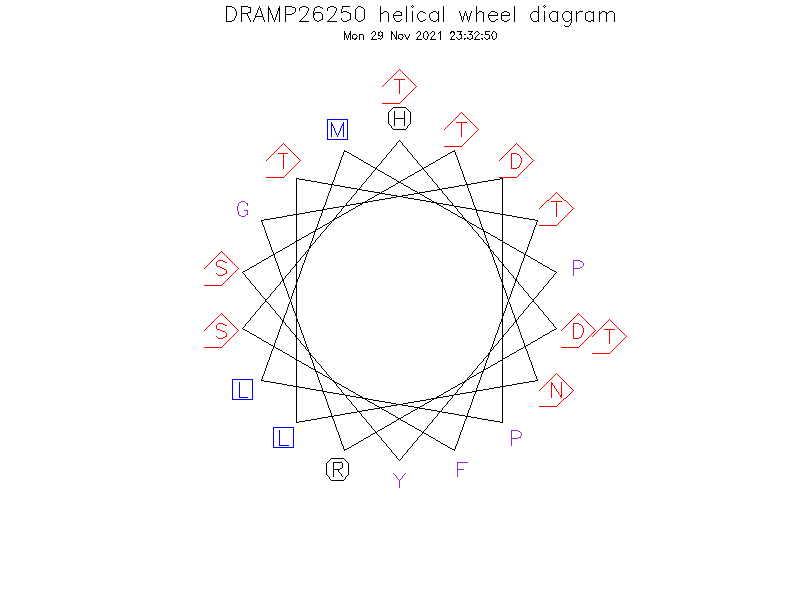 DRAMP26250 helical wheel diagram
Mon 29 Nov 2021 23:32:50
T
M H T
T D
G T
S P
S D T
L N
L P
R Y F